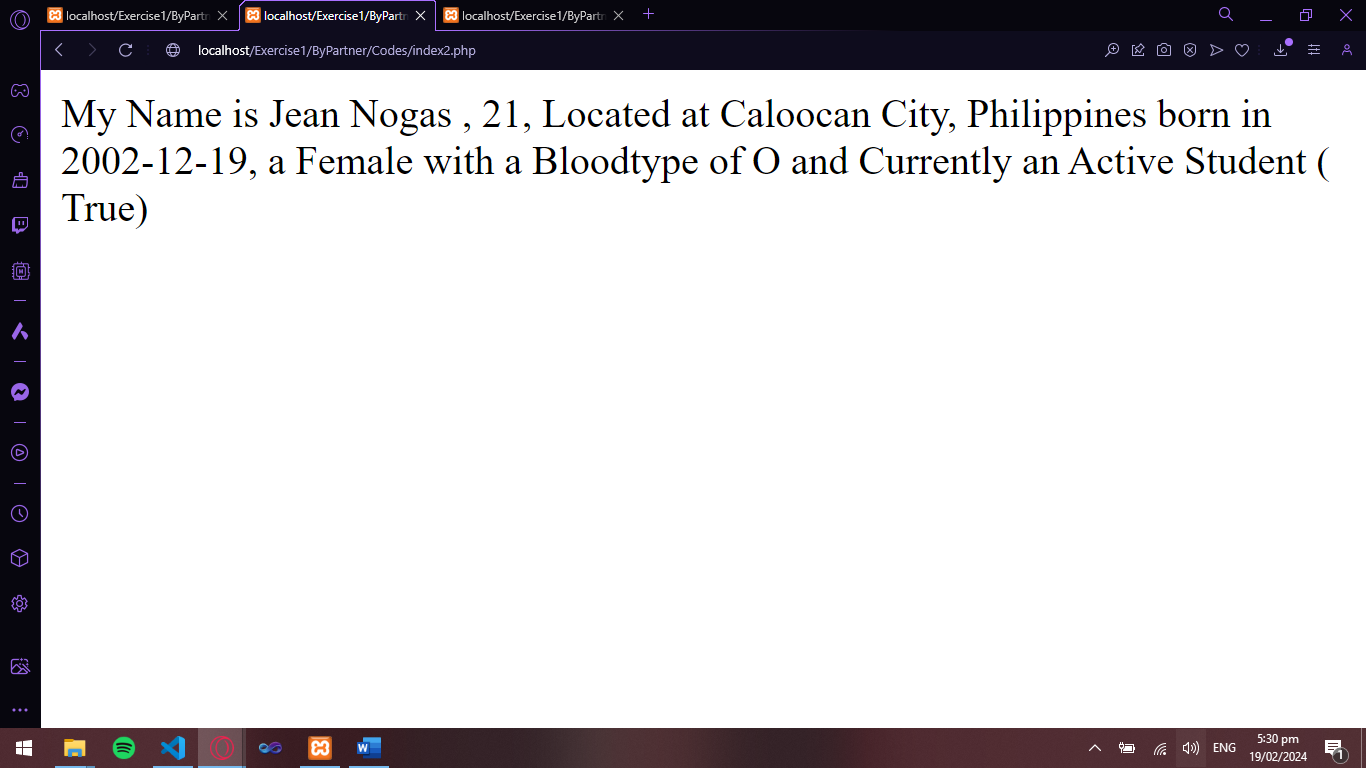 localhost/Exercise1/ByPartn
localhost/Exercise1/ByPartn
localhost/Exercise1/ByPartn
localhost/Exercise1/ByPartner/Codes/index2.php
My Name is Jean Nogas , 21, Located at Caloocan City, Philippines born in
2002-12-19, a Female with a Bloodtype of O and Currently an Active Student (
True)
ENG
5:30 pm
19/02/2024
1